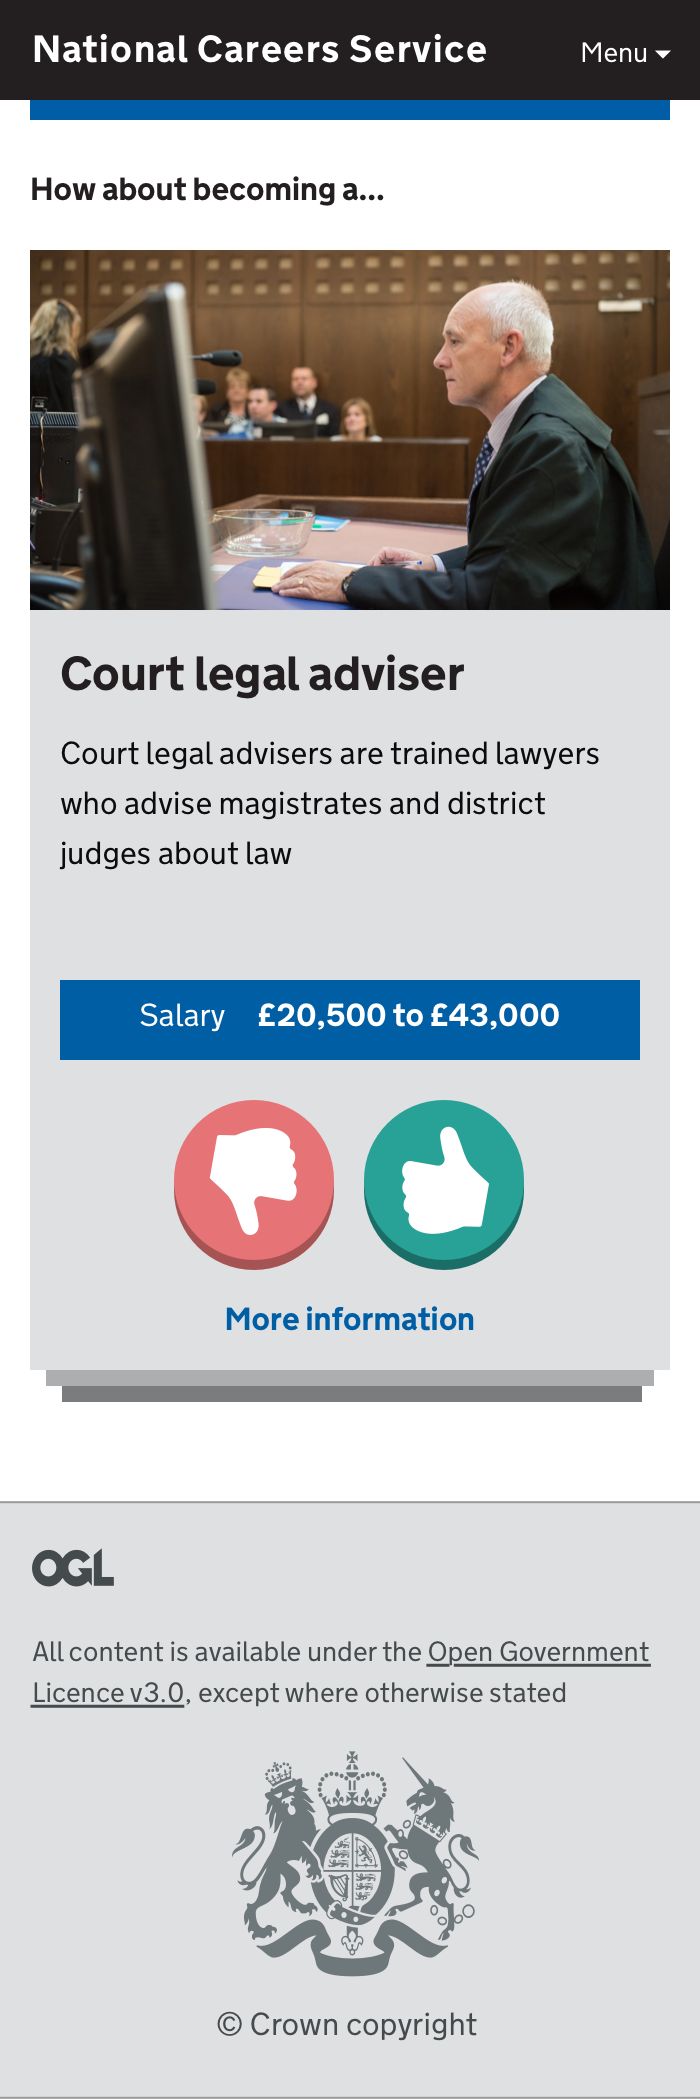 National Careers Service
Menu
How about becoming a...
Court legal adviser
Court legal advisers are trained lawyers
who advise magistrates and district
judges about law
Salary £20,500 to £43,000
More information
OGL
All content is available under the Open Government
Licence v3.0, except where otherwise stated
© Crown copyright